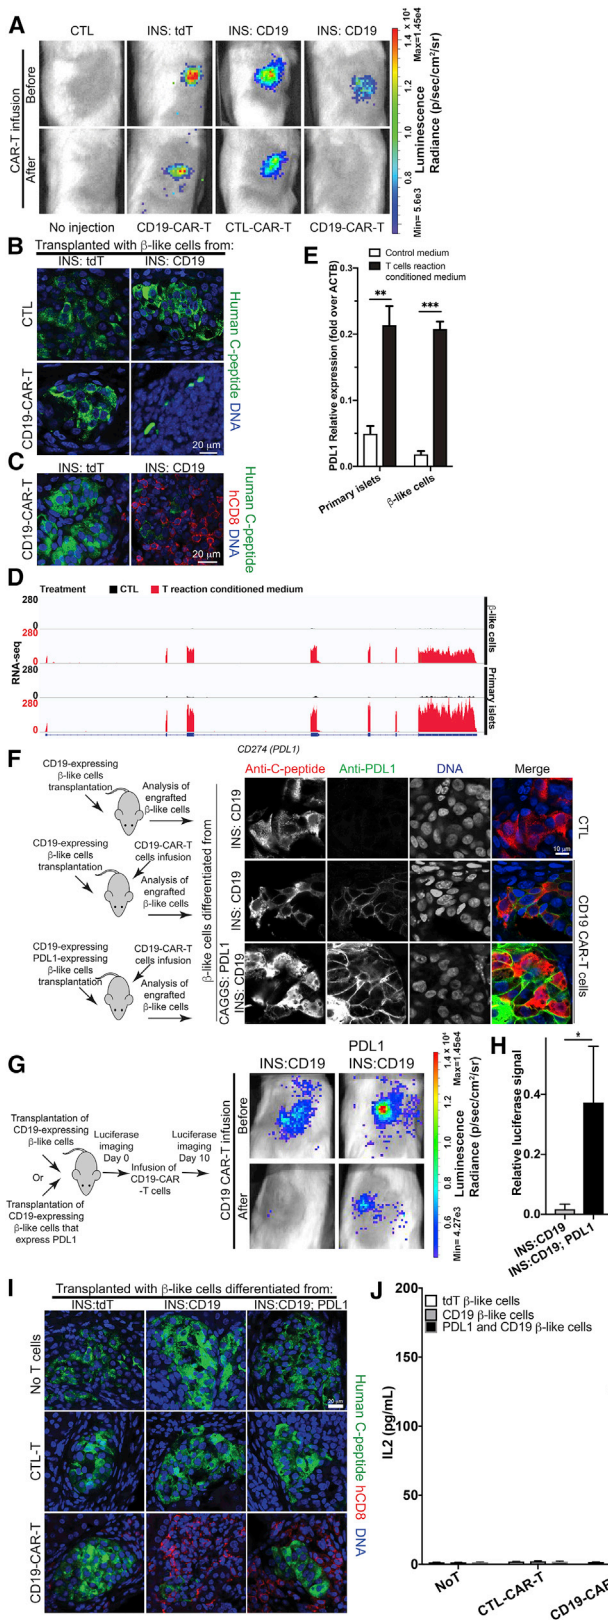 A
CTL
INS: tdT
INS: CD19
INS: CD19
CAR-T infusion
Before
After
No injection
CD19-CAR-T
CTL-CAR-T
CD19-CAR-T
Min= 5.6e3
0.8
1.2
1.4 x 10⁴
Max=1.45e4
Luminescence
Radiance (p/sec/cm²/sr)
B
Transplanted with β-like cells from:
INS: tdT
INS: CD19
CTL
CD19-CAR-T
20 µm
Human C-peptide DNA
C
INS: tdT
INS: CD19
CD19-CAR-T
20 µm
Human C-peptide
hCD8 DNA
E
Control medium
T cells reaction
conditioned medium
PDL1 Relative expression (fold over ACTB)
0.3
0.2
0.1
0.0
**
***
Primary islets
β-like cells
D
Treatment
CTL
T reaction conditioned medium
RNA-seq
280
0
280
0
280
0
280
0
β-like cells
Primary islets
CD274 (PDL1)
F
CD19-expressing
β-like cells
transplantation
Analysis of
engrafted
β-like cells
CD19-expressing
β-like cells
transplantation
CD19-CAR-T
cells infusion
Analysis of
engrafted
β-like cells
CD19-expressing
PDL1-expressing
β-like cells
transplantation
CD19-CAR-T
cells infusion
Analysis of
engrafted
β-like cells
β-like cells differentiated from
Anti-C-peptide
Anti-PDL1
DNA
Merge
INS: CD19
INS: CD19
CAGGS: PDL1
INS: CD19
CTL
10 µm
CD19 CAR-T cells
G
Transplantation of
CD19-expressing
β-like cells
Or
Transplantation of
CD19-expressing
β-like cells that
express PDL1
Luciferase
imaging
Day 0
Infusion of
CD19-CAR
-T cells
Luciferase
imaging
Day 10
INS:CD19
PDL1
INS:CD19
CD19 CAR-T infusion
Before
After
Min= 4.27e3
0.6
0.8
1.0
1.2
1.4 x 10⁴
Max=1.45e4
Luminescence
Radiance (p/sec/cm²/sr)
H
Relative luciferase signal
0.4
0.2
0.0
*
INS:CD19
INS:CD19; PDL1
I
Transplanted with β-like cells differentiated from:
INS:tdT
INS:CD19
INS:CD19; PDL1
No T cells
CTL-T
CD19-CAR-T
20 µm
Human C-peptide hCD8 DNA
J
tdT β-like cells
CD19 β-like cells
PDL1 and CD19 β-like cells
IL2 (pg/mL)
200
150
100
50
0
NoT
CTL-CAR-T
CD19-CAR